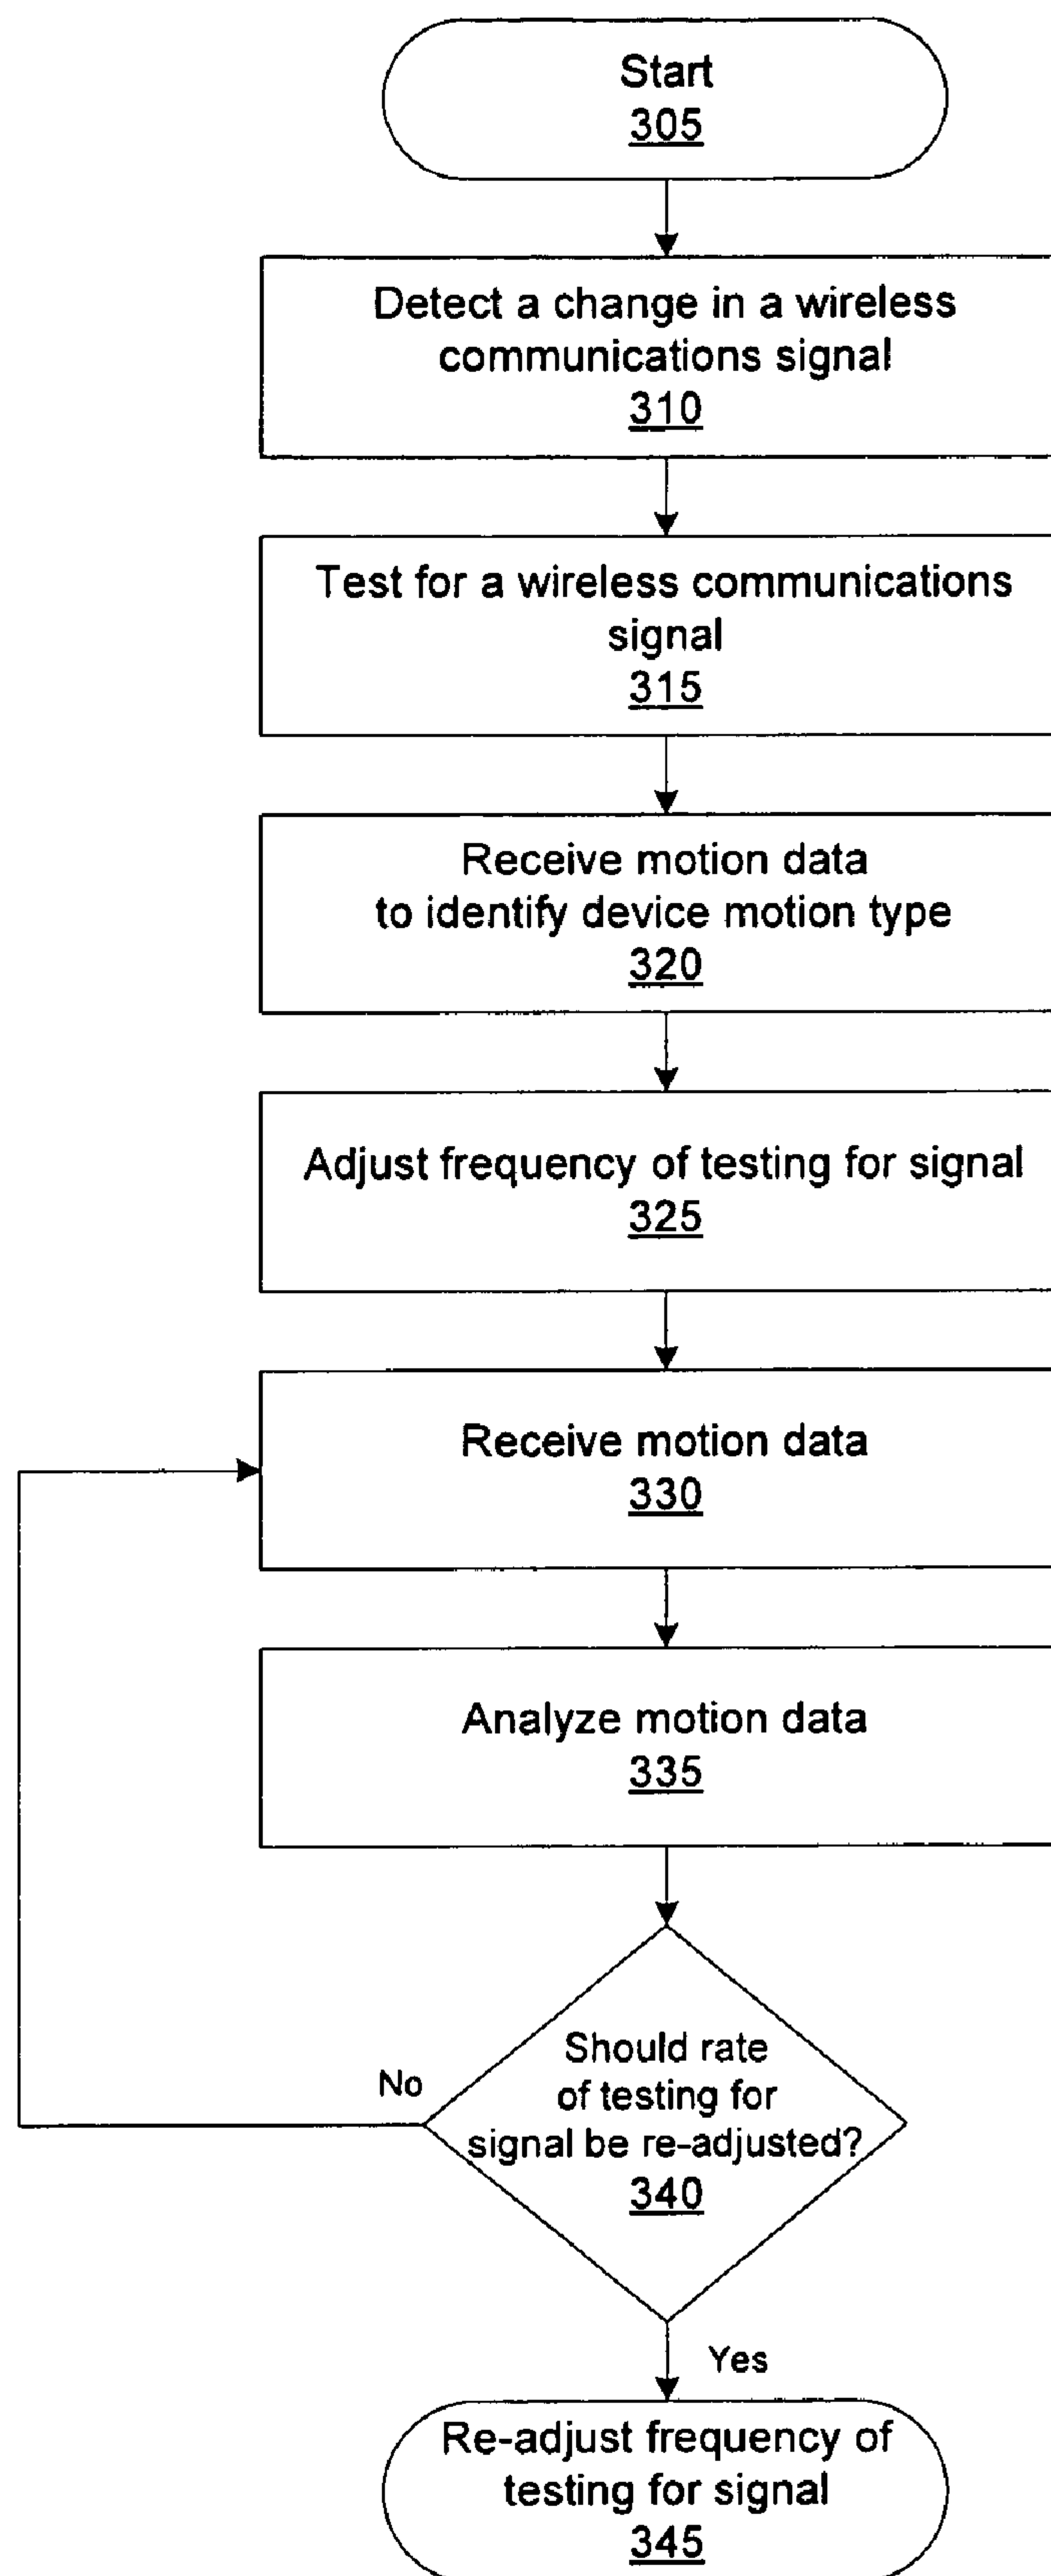 Start
305
Detect a change in a wireless
communications signal
310
Test for a wireless communications
signal
315
Receive motion data
to identify device motion type
320
Adjust frequency of testing for signal
325
Receive motion data
330
Analyze motion data
335
Should rate
of testing for
signal be re-adjusted?
340
No
Yes
Re-adjust frequency of
testing for signal
345